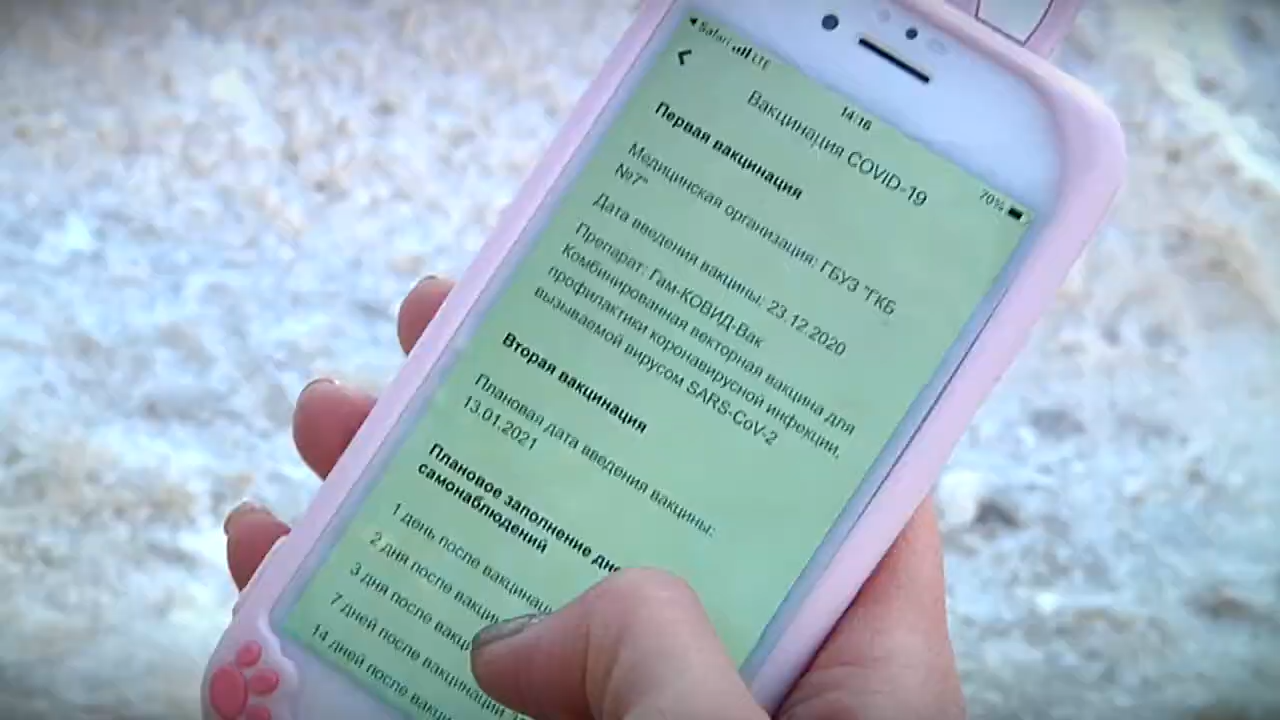 Safari LTE
14:16
70%
Вакцинация COVID-19
Первая вакцинация
Медицинская организация: ГБУЗ "ГКБ
№7"
Дата введения вакцины: 23.12.2020
Препарат: Гам-КОВИД-Вак
Комбинированная векторная вакцина для
профилактики коронавирусной инфекции,
вызываемой вирусом SARS-CoV-2
Вторая вакцинация
Плановая дата введения вакцины:
13.01.2021
Плановое заполнение
самонаблюдений
1 день после
2 дня после
3 дня после
7 дней после вакцинации
14 дней после